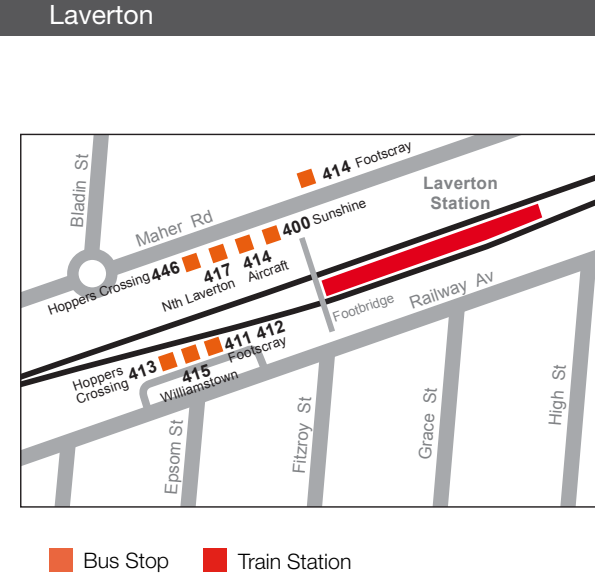 Laverton
Bladin St
Maher Rd
414 Footscray
Laverton
Station
400 Sunshine
Hoppers Crossing 446
417
Nth Laverton
414
Aircraft
Footbridge
Railway Av
Hoppers
Crossing 413
415
Williamstown
411 412
Footscray
Epsom St
Fitzroy St
Grace St
High St
Bus Stop
Train Station